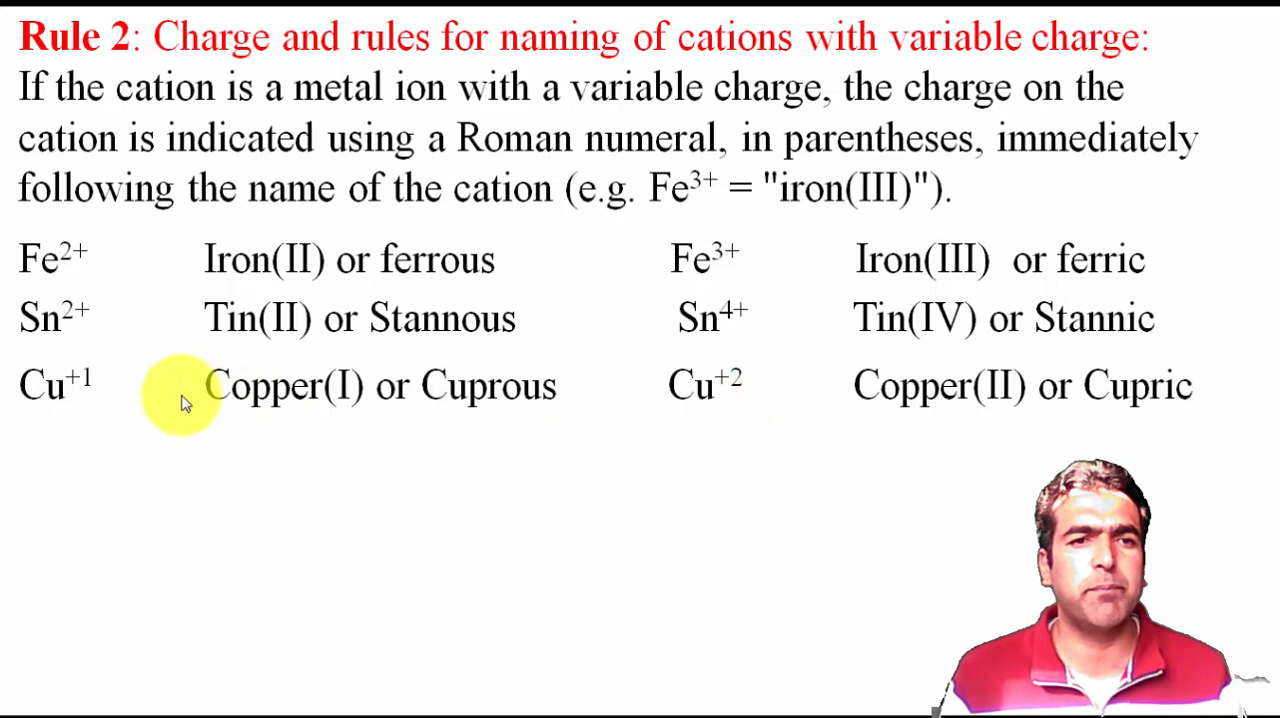 Rule 2: Charge and rules for naming of cations with variable charge:
If the cation is a metal ion with a variable charge, the charge on the
cation is indicated using a Roman numeral, in parentheses, immediately
following the name of the cation (e.g. Fe³⁺ = "iron(III)").
Fe²⁺ Iron(II) or ferrous Fe³⁺ Iron(III) or ferric
Sn²⁺ Tin(II) or Stannous Sn⁴⁺ Tin(IV) or Stannic
Cu⁺¹ Copper(I) or Cuprous Cu⁺² Copper(II) or Cupric